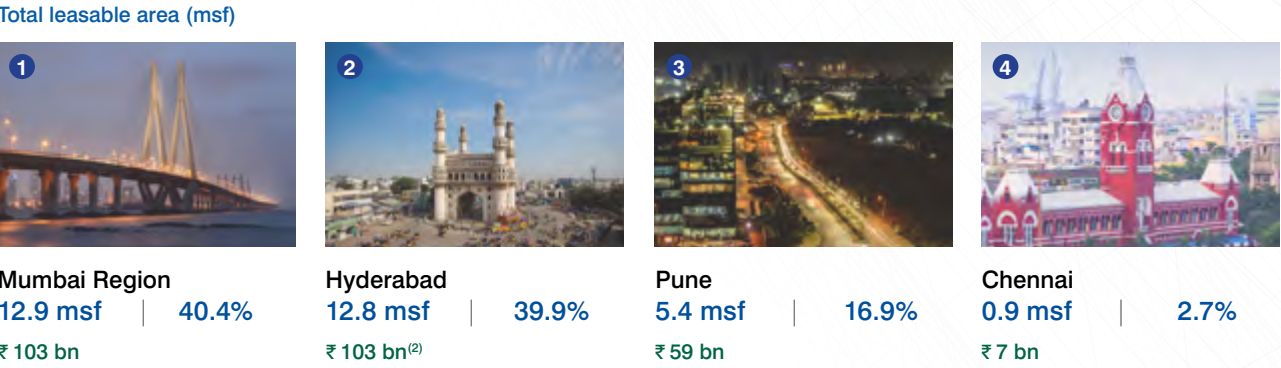 Total leasable area (msf)
1
2
3
4
Mumbai Region
12.9 msf | 40.4%
₹ 103 bn
Hyderabad
12.8 msf | 39.9%
₹ 103 bn(2)
Pune
5.4 msf | 16.9%
₹ 59 bn
Chennai
0.9 msf | 2.7%
₹ 7 bn